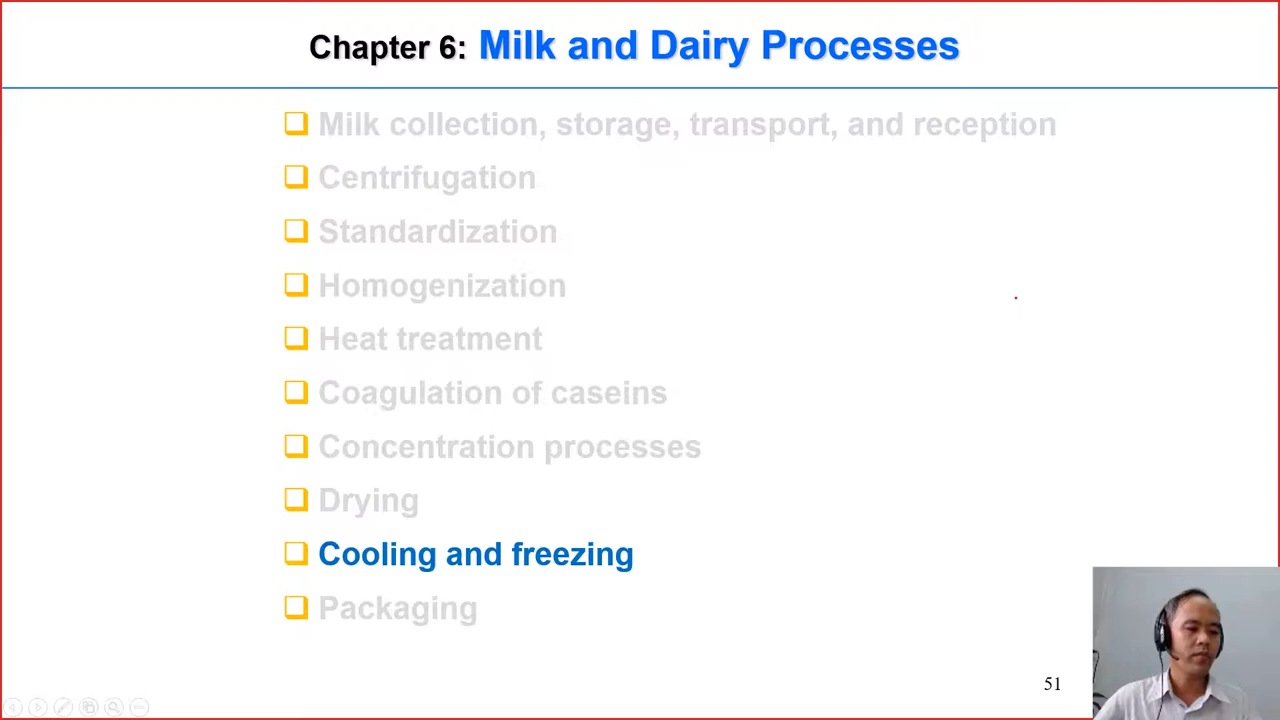 Chapter 6: Milk and Dairy Processes
Milk collection, storage, transport, and reception
Centrifugation
Standardization
Homogenization
Heat treatment
Coagulation of caseins
Concentration processes
Drying
Cooling and freezing
Packaging
51